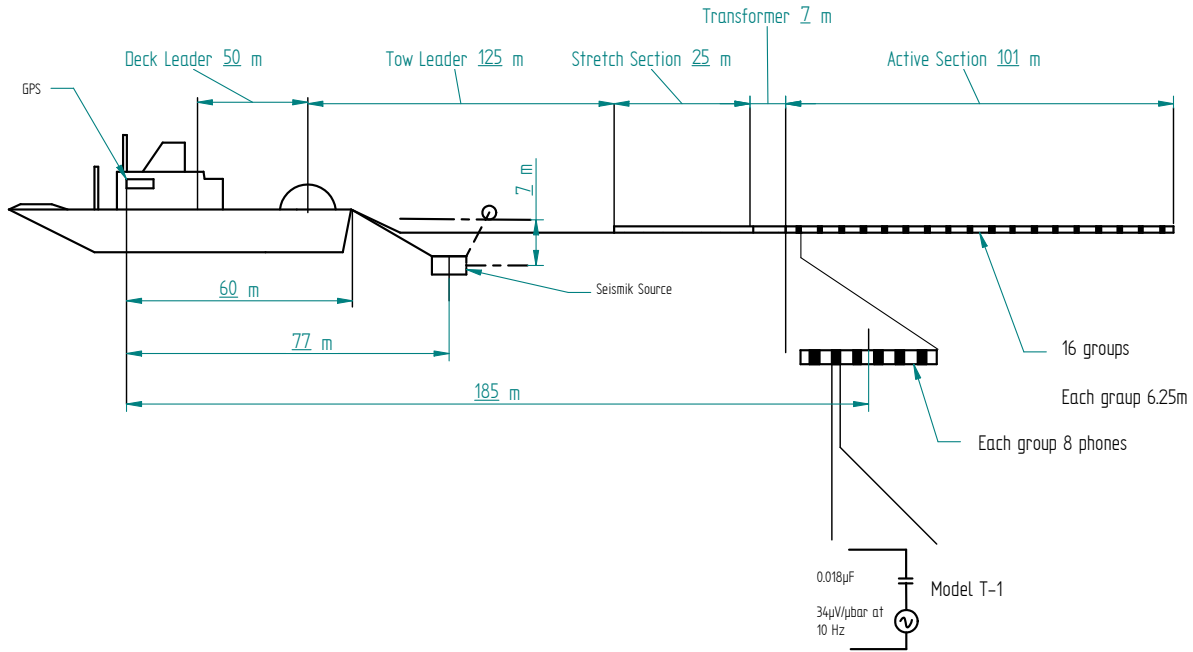 Transformer 7 m
Deck Leader 50 m
Tow Leader 125 m
Stretch Section 25 m
Active Section 101 m
GPS
7 m
Seismik Source
60 m
77 m
185 m
16 groups
Each graup 6.25m
Each group 8 phones
0.018µF
Model T-1
34µV/µbar at
10 Hz